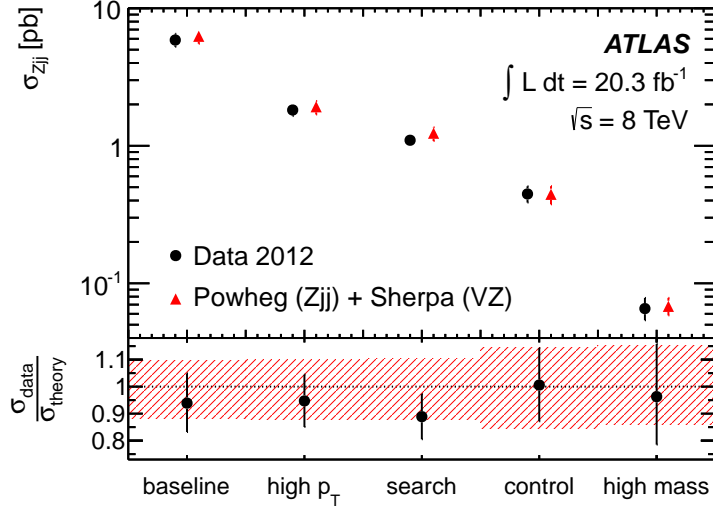 σ_Zjj [pb]
10
1
10⁻¹
ATLAS
∫ L dt = 20.3 fb⁻¹
√s = 8 TeV
Data 2012
Powheg (Zjj) + Sherpa (VZ)
σ_data
σ_theory
1.1
1
0.9
0.8
baseline high p_T search control high mass